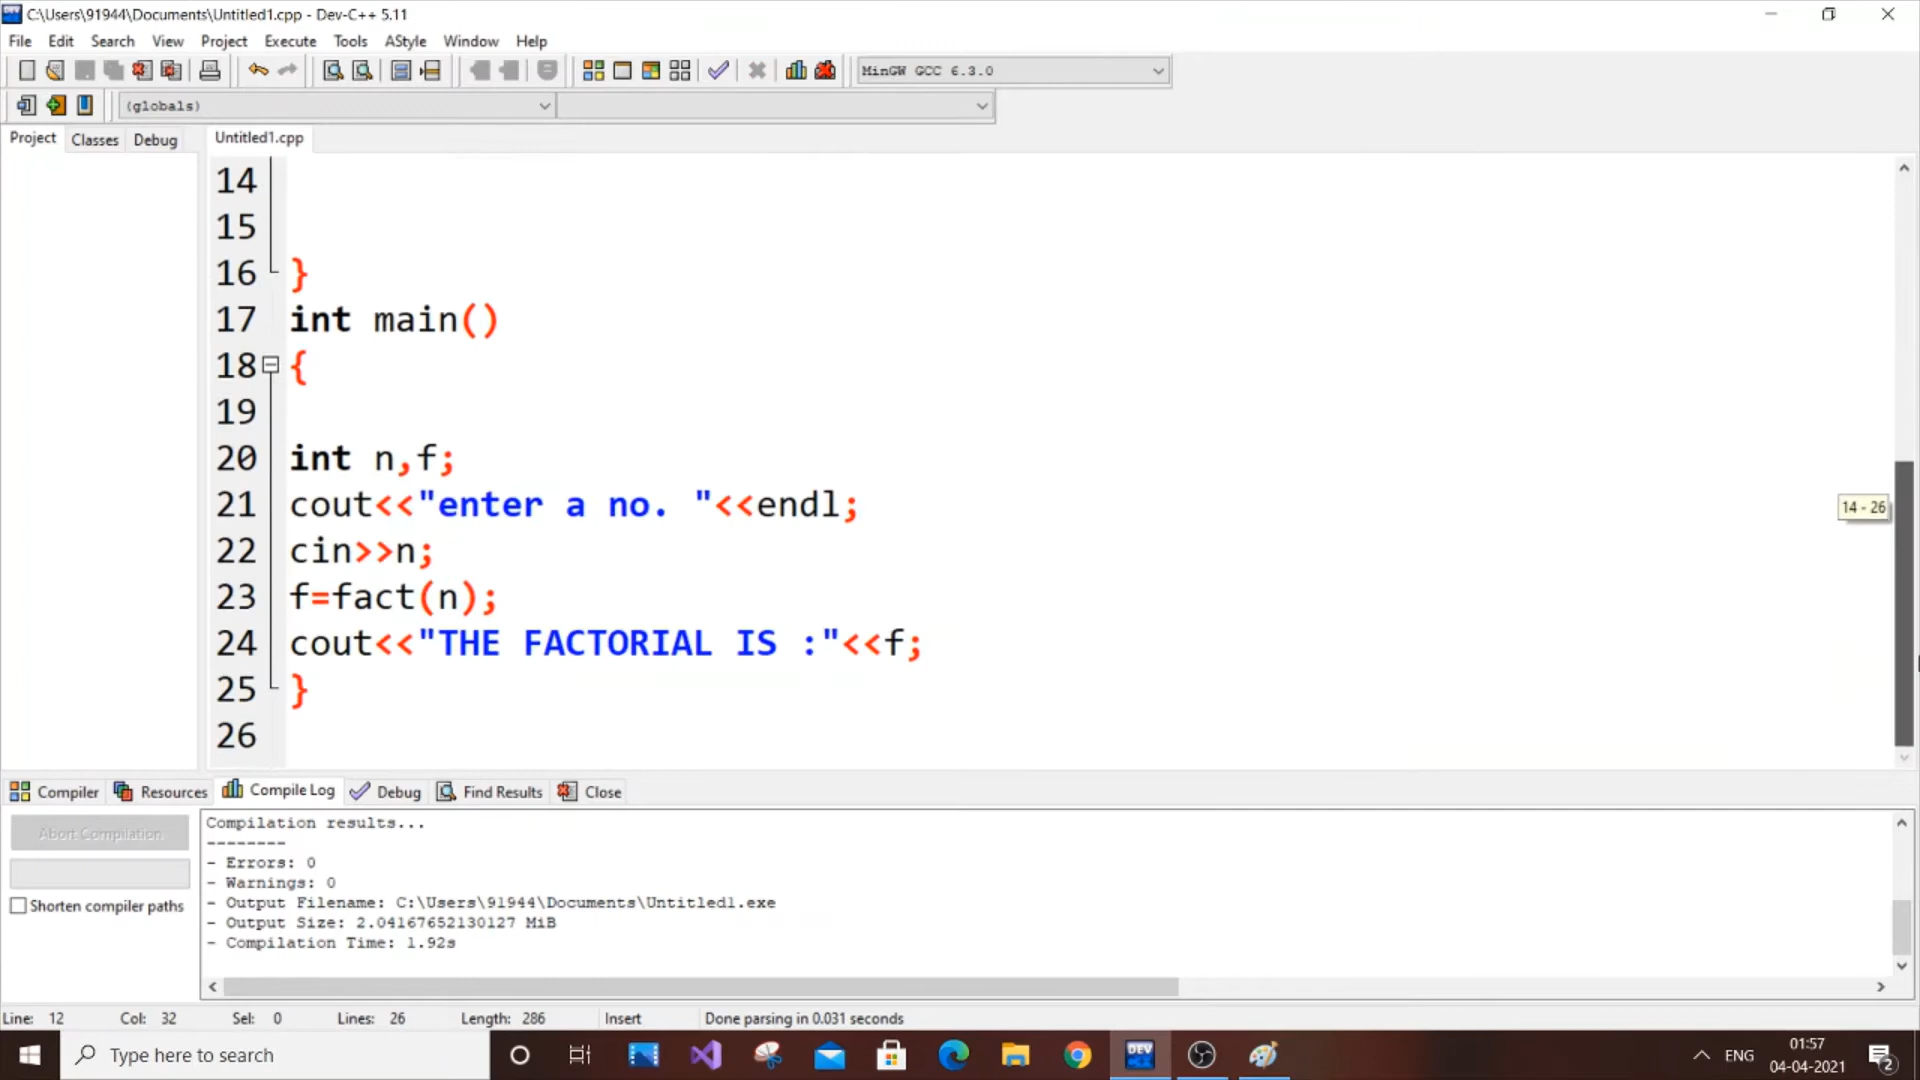 C:\Users\91944\Documents\Untitled1.cpp - Dev-C++ 5.11
File Edit Search View Project Execute Tools AStyle Window Help
MinGW GCC 6.3.0
(globals)
Project Classes Debug Untitled1.cpp
14
15
16 }
17 int main()
18 {
19
20 int n,f;
21 cout<<"enter a no. "<<endl;
22 cin>>n;
23 f=fact(n);
24 cout<<"THE FACTORIAL IS :"<<f;
25 }
26
14 - 26
Compiler Resources Compile Log Debug Find Results Close
Abort Compilation
Shorten compiler paths
Compilation results...
--------
- Errors: 0
- Warnings: 0
- Output Filename: C:\Users\91944\Documents\Untitled1.exe
- Output Size: 2.04167652130127 MiB
- Compilation Time: 1.92s
Line: 12 Col: 32 Sel: 0 Lines: 26 Length: 286 Insert Done parsing in 0.031 seconds
Type here to search
DEV
ENG
01:57
04-04-2021
2